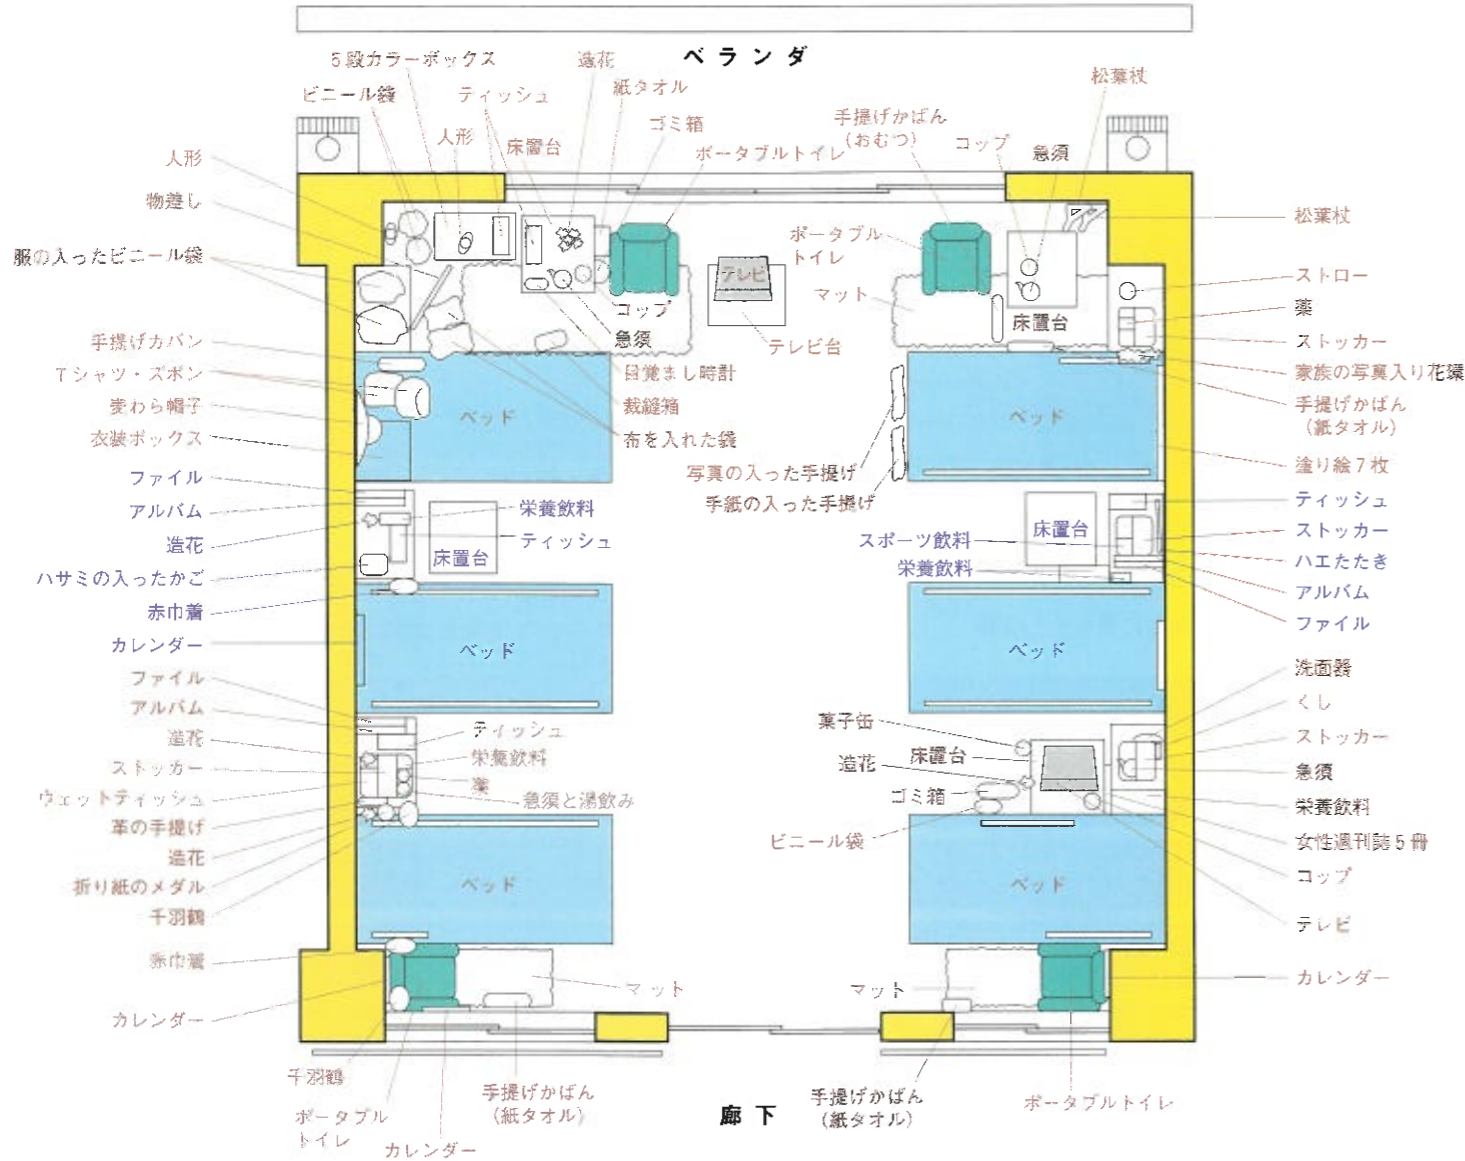 ベランダ
5段カラーボックス
造花
ビニール袋
ティッシュ
紙タオル
人形
床置台
ゴミ箱
ポータブルトイレ
手提げかばん
(おむつ)
コップ
急須
松葉杖
人形
物差し
服の入ったビニール袋
手提げカバン
Tシャツ・ズボン
麦わら帽子
衣装ボックス
ファイル
アルバム
造花
ハサミの入ったかご
赤巾着
カレンダー
ファイル
アルバム
造花
ストッカー
ウェットティッシュ
革の手提げ
造花
折り紙のメダル
千羽鶴
赤巾着
カレンダー
コップ
急須
目覚まし時計
裁縫箱
布を入れた袋
テレビ
テレビ台
ポータブル
トイレ
マット
床置台
ベッド
ベッド
写真の入った手提げ
手紙の入った手提げ
栄養飲料
ティッシュ
床置台
スポーツ飲料
栄養飲料
床置台
ベッド
ベッド
ティッシュ
栄養飲料
薬
急須と湯飲み
菓子缶
床置台
造花
ゴミ箱
ビニール袋
ベッド
ベッド
マット
マット
松葉杖
ストロー
薬
ストッカー
家族の写真入り花環
手提げかばん
(紙タオル)
塗り絵7枚
ティッシュ
ストッカー
ハエたたき
アルバム
ファイル
洗面器
くし
ストッカー
急須
栄養飲料
女性週刊誌5冊
コップ
テレビ
カレンダー
千羽鶴
ポータブル
トイレ
カレンダー
手提げかばん
(紙タオル)
廊下
手提げかばん
(紙タオル)
ポータブルトイレ